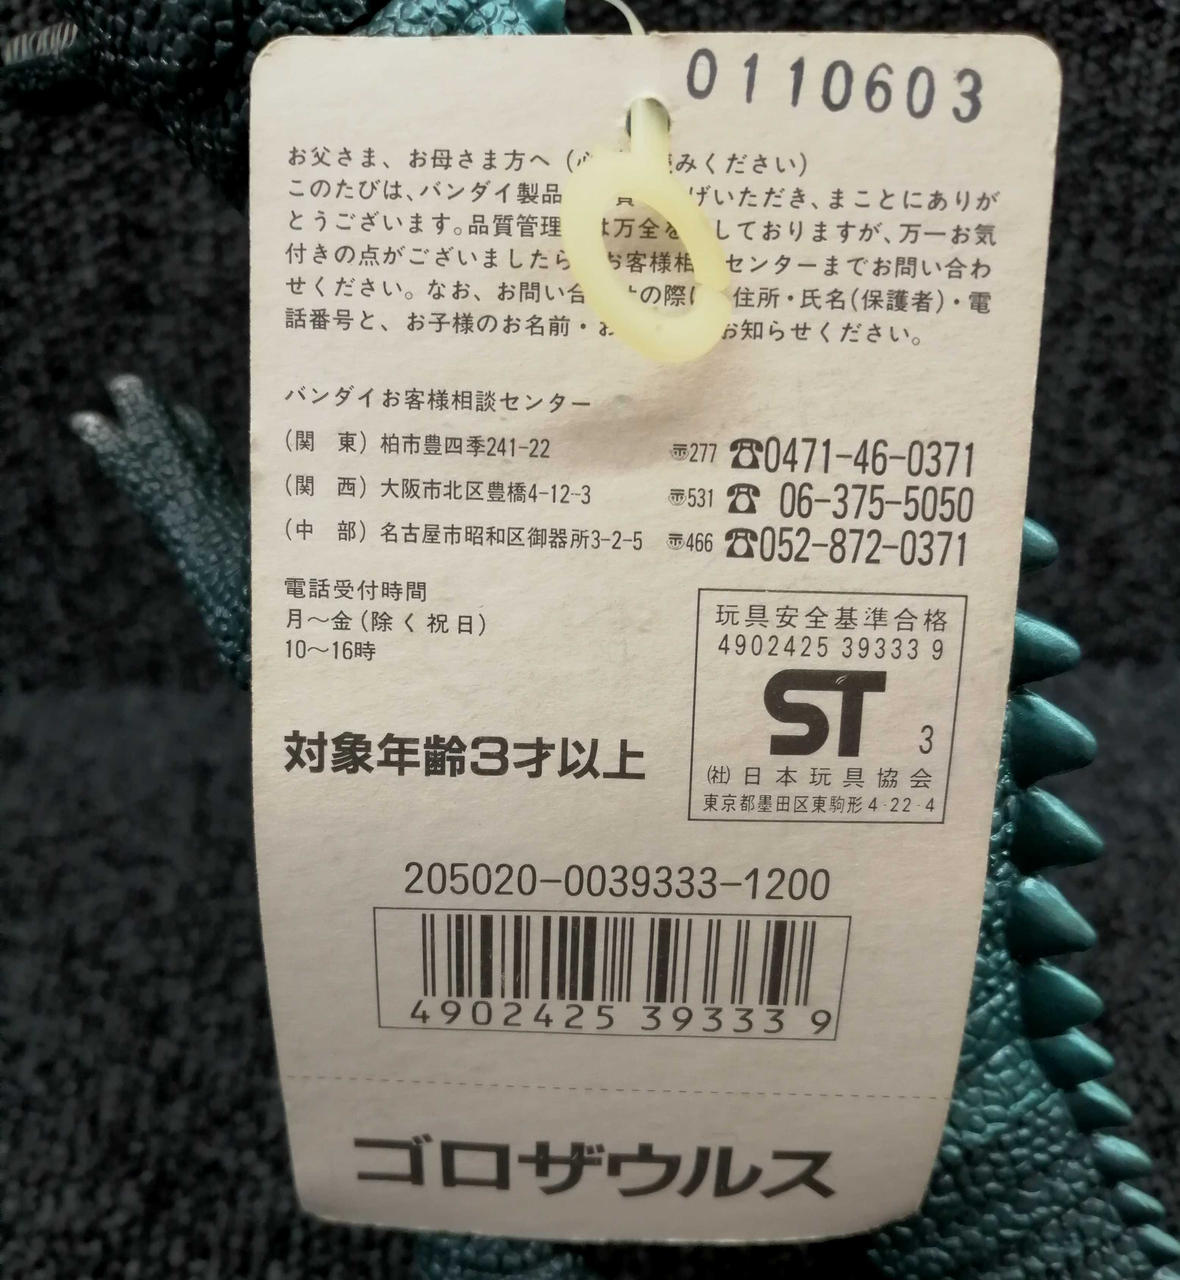 0110603
お父さま、お母さま方へ（ みください）
このたびは、バンダイ製品 げいただき、まことにありが
とうございます。品質管理 は万全を しておりますが、万一お気
付きの点がございましたら お客様相 センターまでお問い合わ
せください。なお、お問い合 せの際に 住所・氏名(保護者)・電
話番号と、お子様のお名前・お お知らせください。
バンダイお客様相談センター
(関 東) 柏市豊四季241-22 〠277 ☎0471-46-0371
(関 西) 大阪市北区豊橋4-12-3 〠531 ☎ 06-375-5050
(中 部) 名古屋市昭和区御器所3-2-5 〠466 ☎052-872-0371
電話受付時間
月～金(除く祝日)
10～16時
玩具安全基準合格
4902425 39333 9
ST 3
(社)日本玩具協会
東京都墨田区東駒形4-22-4
対象年齢3才以上
205020-0039333-1200
4902425 39333 9
ゴロザウルス